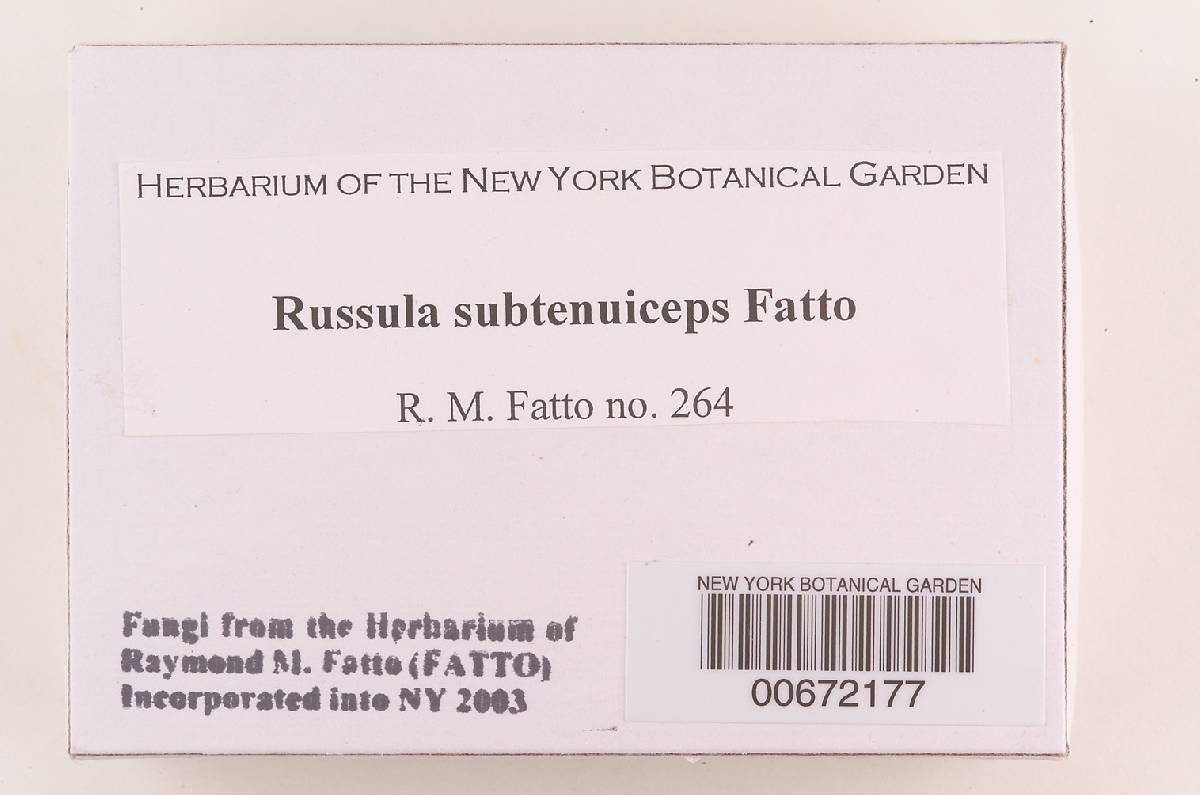 HERBARIUM OF THE NEW YORK BOTANICAL GARDEN
Russula subtenuiceps Fatto
R. M. Fatto no. 264
NEW YORK BOTANICAL GARDEN
00672177
Fungi from the Herbarium of
Raymond M. Fatto (FATTO)
Incorporated into NY 2003